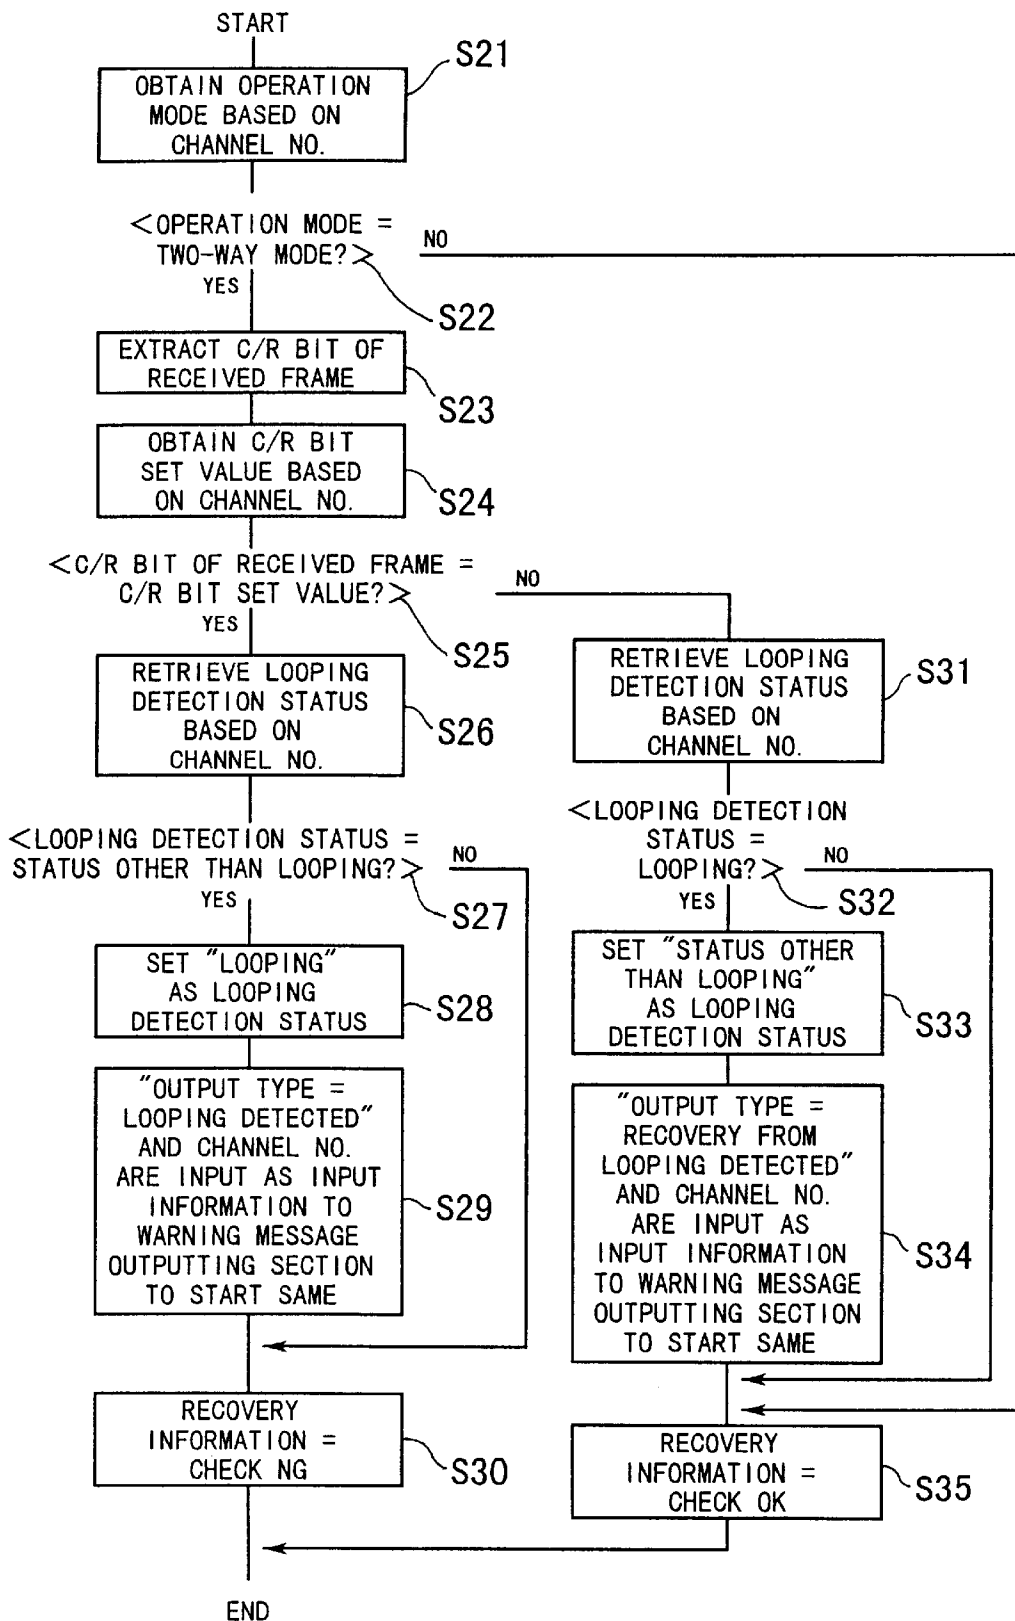 START
S21
OBTAIN OPERATION
MODE BASED ON
CHANNEL NO.
<OPERATION MODE =
TWO-WAY MODE?>
NO
YES
S22
EXTRACT C/R BIT OF
RECEIVED FRAME
S23
OBTAIN C/R BIT
SET VALUE BASED
ON CHANNEL NO.
S24
<C/R BIT OF RECEIVED FRAME =
C/R BIT SET VALUE?>
NO
YES
S25
RETRIEVE LOOPING
DETECTION STATUS
BASED ON
CHANNEL NO.
S26
<LOOPING DETECTION STATUS =
STATUS OTHER THAN LOOPING?>
NO
YES
S27
SET "LOOPING"
AS LOOPING
DETECTION STATUS
S28
"OUTPUT TYPE =
LOOPING DETECTED"
AND CHANNEL NO.
ARE INPUT AS INPUT
INFORMATION TO
WARNING MESSAGE
OUTPUTTING SECTION
TO START SAME
S29
RECOVERY
INFORMATION =
CHECK NG
S30
RETRIEVE LOOPING
DETECTION STATUS
BASED ON
CHANNEL NO.
S31
<LOOPING DETECTION
STATUS =
LOOPING?>
NO
YES
S32
SET "STATUS OTHER
THAN LOOPING"
AS LOOPING
DETECTION STATUS
S33
"OUTPUT TYPE =
RECOVERY FROM
LOOPING DETECTED"
AND CHANNEL NO.
ARE INPUT AS
INPUT INFORMATION
TO WARNING MESSAGE
OUTPUTTING SECTION
TO START SAME
S34
RECOVERY
INFORMATION =
CHECK OK
S35
END